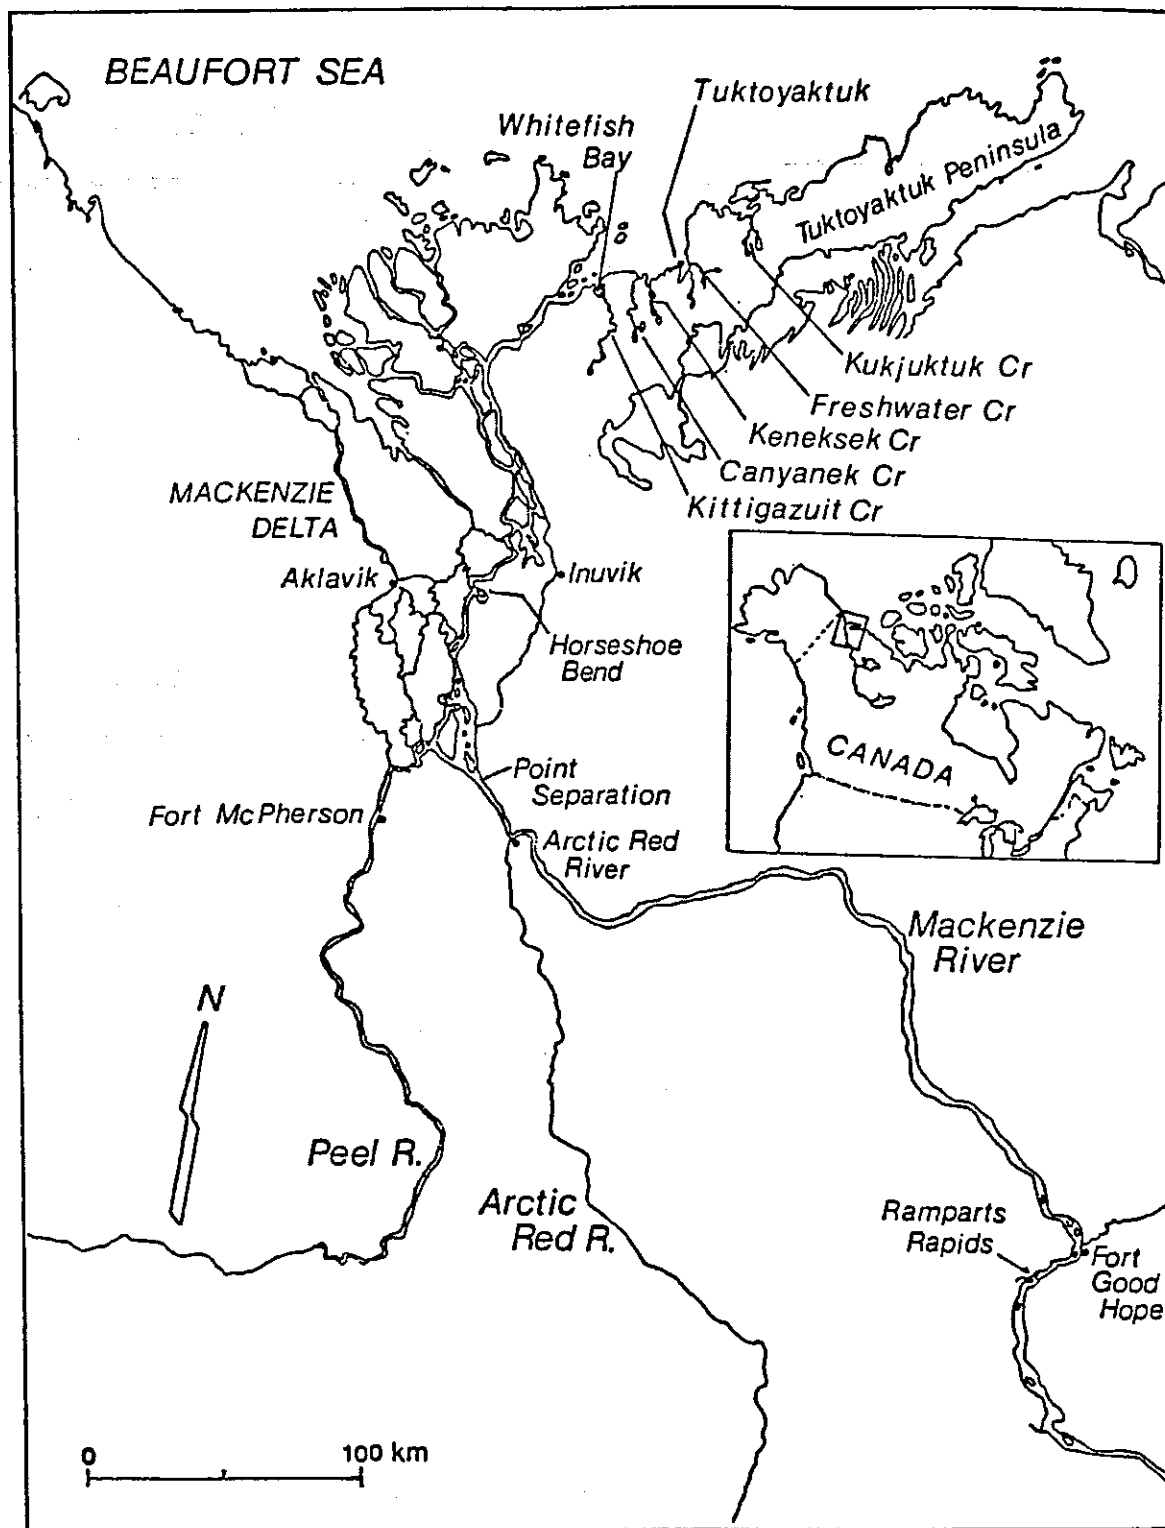 BEAUFORT SEA
Tuktoyaktuk
Whitefish
Bay
Tuktoyaktuk Peninsula
Kukjuktuk Cr
Freshwater Cr
Keneksek Cr
Canyanek Cr
Kittigazuit Cr
MACKENZIE
DELTA
Aklavik
Inuvik
Horseshoe
Bend
CANADA
Point
Separation
Fort McPherson
Arctic Red
River
Mackenzie
River
N
Peel R.
Arctic
Red R.
Ramparts
Rapids
Fort
Good
Hope
0 100 km